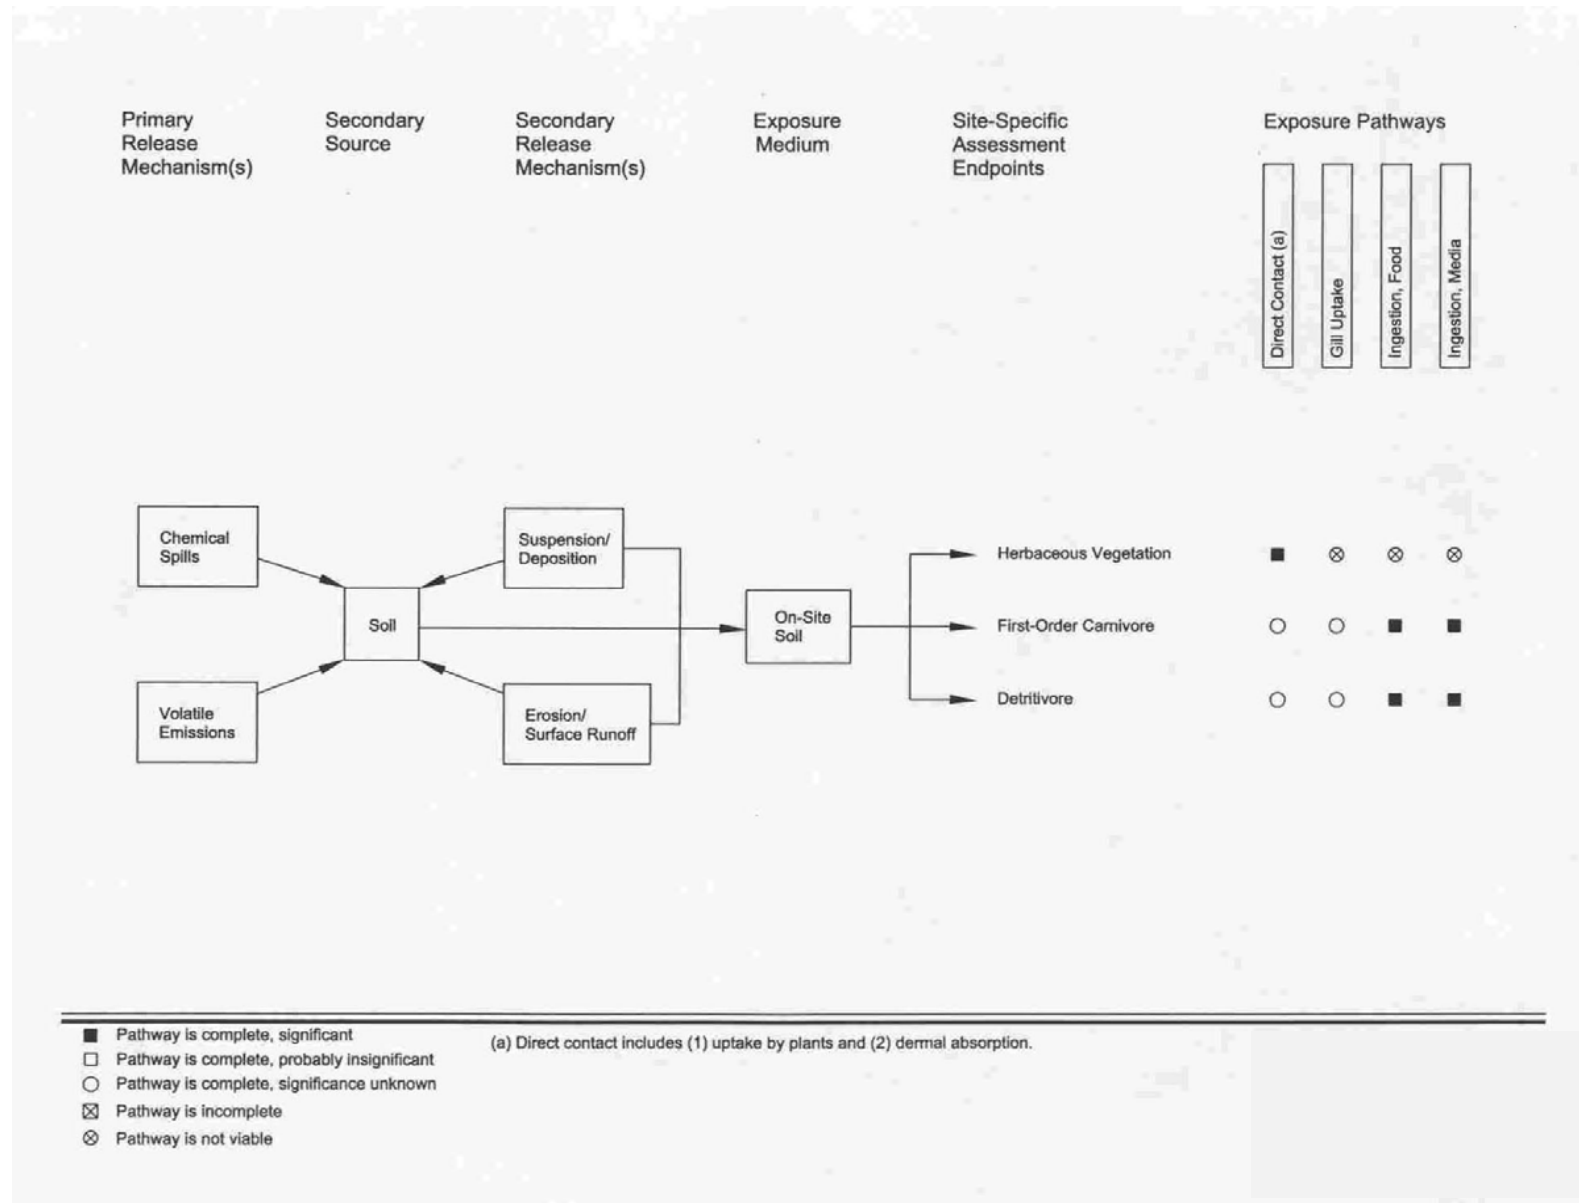 Primary
Release
Mechanism(s)
Secondary
Source
Secondary
Release
Mechanism(s)
Exposure
Medium
Site-Specific
Assessment
Endpoints
Exposure Pathways
Direct Contact (a)
Gill Uptake
Ingestion, Food
Ingestion, Media
Chemical
Spills
Volatile
Emissions
Soil
Suspension/
Deposition
Erosion/
Surface Runoff
On-Site
Soil
Herbaceous Vegetation
First-Order Carnivore
Detritivore
Pathway is complete, significant
Pathway is complete, probably insignificant
Pathway is complete, significance unknown
Pathway is incomplete
Pathway is not viable
(a) Direct contact includes (1) uptake by plants and (2) dermal absorption.